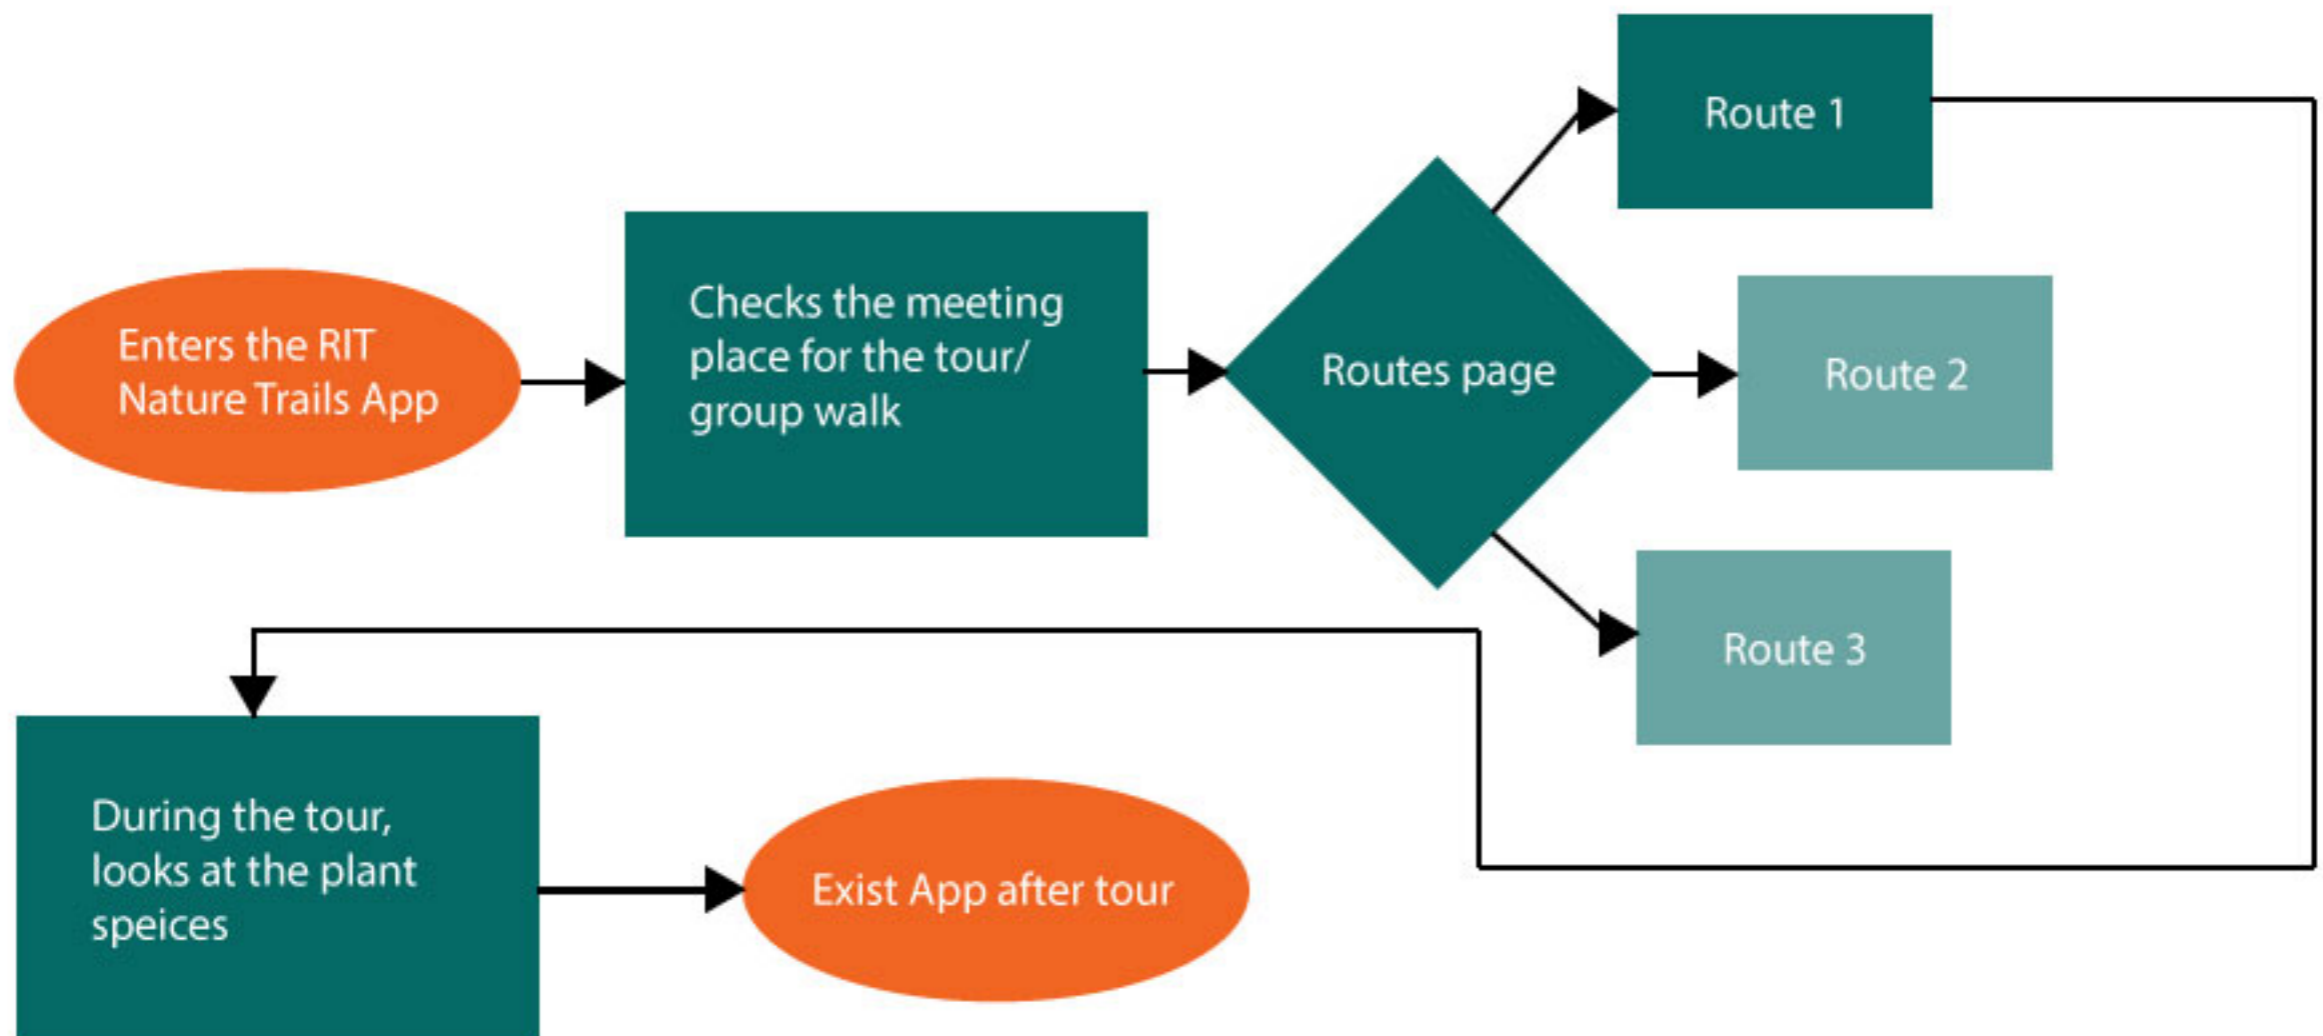 Enters the RIT
Nature Trails App
Checks the meeting
place for the tour/
group walk
Routes page
Route 1
Route 2
Route 3
During the tour,
looks at the plant
speices
Exist App after tour